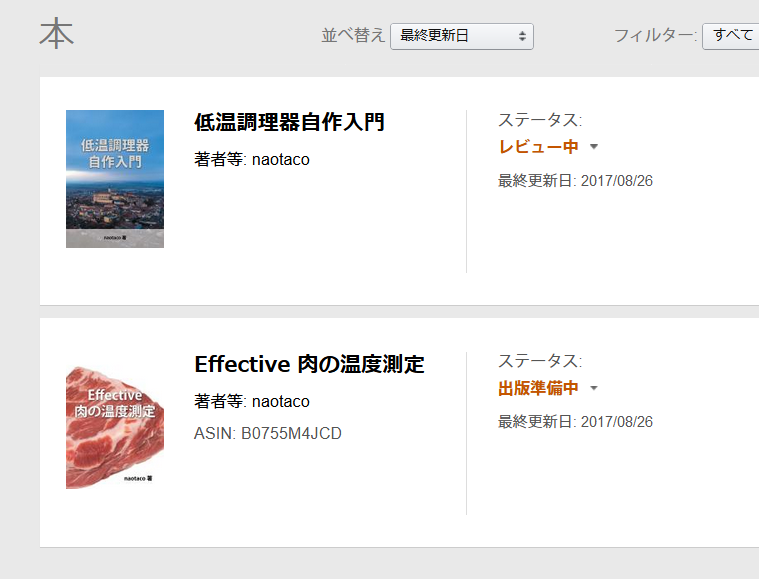 本
並べ替え 最終更新日
フィルター: すべて
低温調理器
自作入門
naotaco 著
低温調理器自作入門
著者等: naotaco
ステータス:
レビュー中
最終更新日: 2017/08/26
Effective
肉の温度測定
naotaco 著
Effective 肉の温度測定
著者等: naotaco
ASIN: B0755M4JCD
ステータス:
出版準備中
最終更新日: 2017/08/26